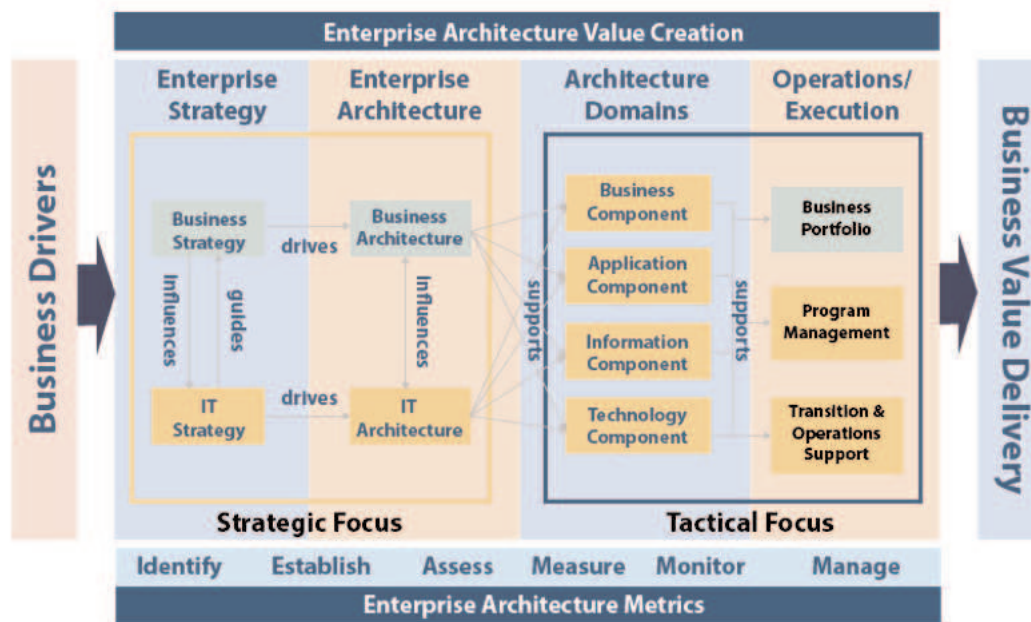 Enterprise Architecture Value Creation
Business Drivers
Enterprise
Strategy
Enterprise
Architecture
Architecture
Domains
Operations/
Execution
Business Value Delivery
Business
Strategy
drives
Business
Architecture
Influences
guides
Influences
IT
Strategy
drives
IT
Architecture
supports
Business
Component
Application
Component
Information
Component
Technology
Component
supports
Business
Portfolio
Program
Management
Transition &
Operations
Support
Strategic Focus
Tactical Focus
Identify Establish Assess Measure Monitor Manage
Enterprise Architecture Metrics